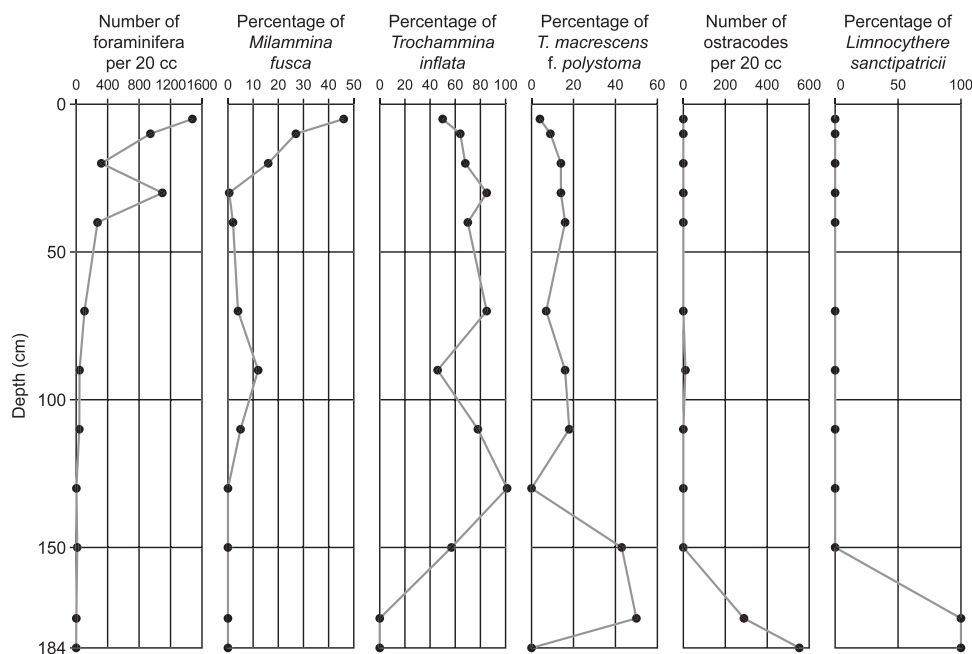 Number of
foraminifera
per 20 cc
Percentage of
Milammina
fusca
Percentage of
Trochammina
inflata
Percentage of
T. macrescens
f. polystoma
Number of
ostracodes
per 20 cc
Percentage of
Limnocythere
sanctipatricii
0 400 800 1200 1600
0 10 20 30 40 50
0 20 40 60 80 100
0 20 40 60
0 200 400 600
0 50 100
0
50
100
150
184
Depth (cm)